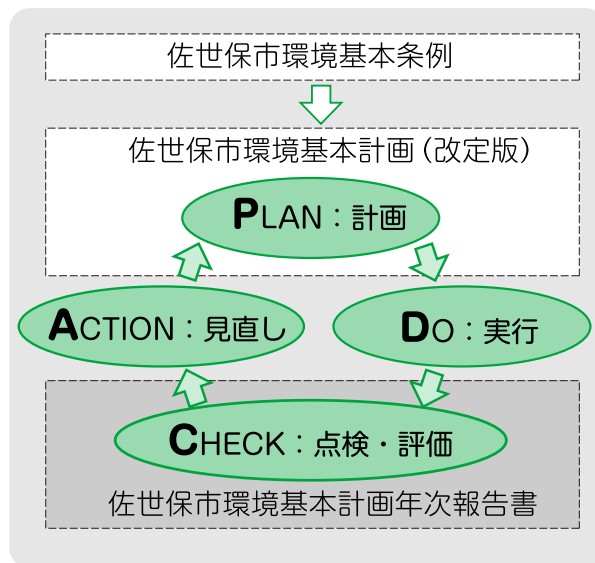 佐世保市環境基本条例
佐世保市環境基本計画(改定版)
PLAN：計画
ACTION：見直し
DO：実行
CHECK：点検・評価
佐世保市環境基本計画年次報告書